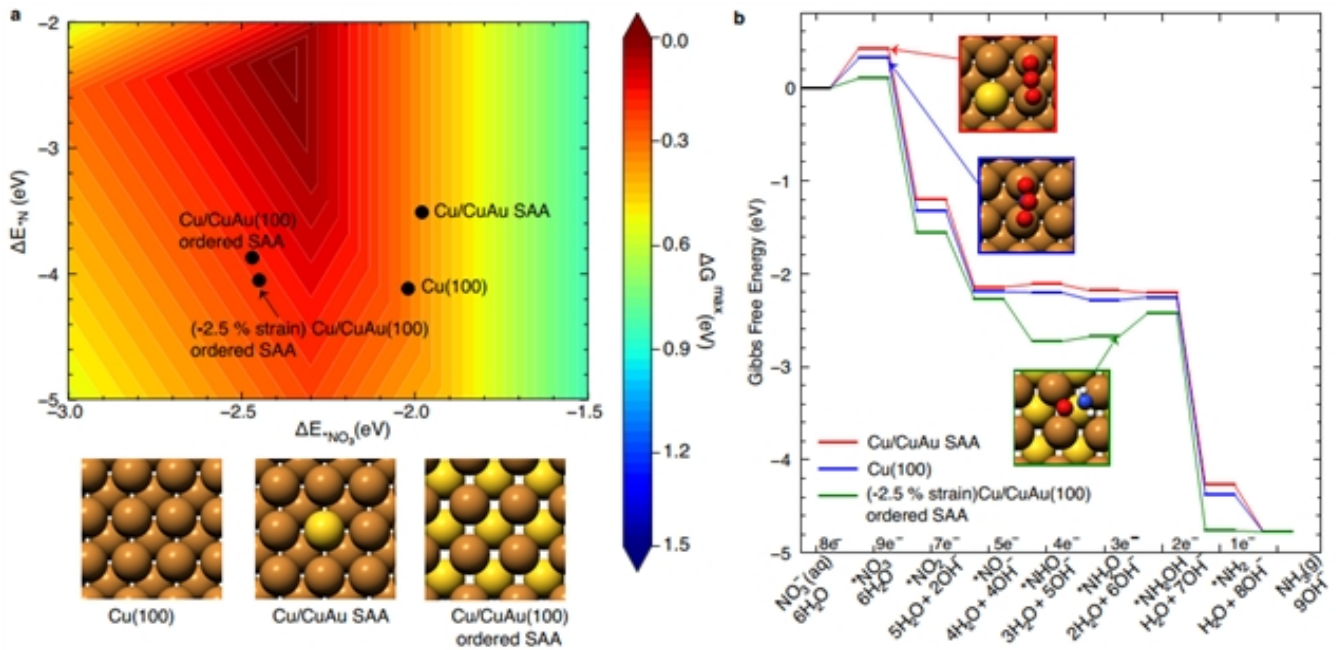 a
ΔE*N (eV)
-2
-3
-4
-5
Cu/CuAu(100)
ordered SAA
Cu/CuAu SAA
Cu(100)
(-2.5 % strain) Cu/CuAu(100)
ordered SAA
-3.0
-2.5
-2.0
-1.5
ΔE*NO₃(eV)
0.0
0.3
0.6
0.9
1.2
1.5
ΔGᵐᵃˣ(eV)
Cu(100)
Cu/CuAu SAA
Cu/CuAu(100)
ordered SAA
b
Gibbs Free Energy (eV)
0
-1
-2
-3
-4
-5
Cu/CuAu SAA
Cu(100)
(-2.5 % strain)Cu/CuAu(100)
ordered SAA
8e⁻
9e⁻
7e⁻
5e⁻
4e⁻
3e⁻
2e⁻
1e⁻
NO₃⁻(aq)
6H₂O
*NO₃
6H₂O
*NO₂
5H₂O+ 2OH⁻
*NO
4H₂O+ 4OH⁻
*NHO
3H₂O+ 5OH⁻
*NH₂O
2H₂O+ 6OH⁻
*NH₂OH
H₂O+ 7OH⁻
*NH₂
H₂O+ 8OH⁻
NH₃(g)
9OH⁻